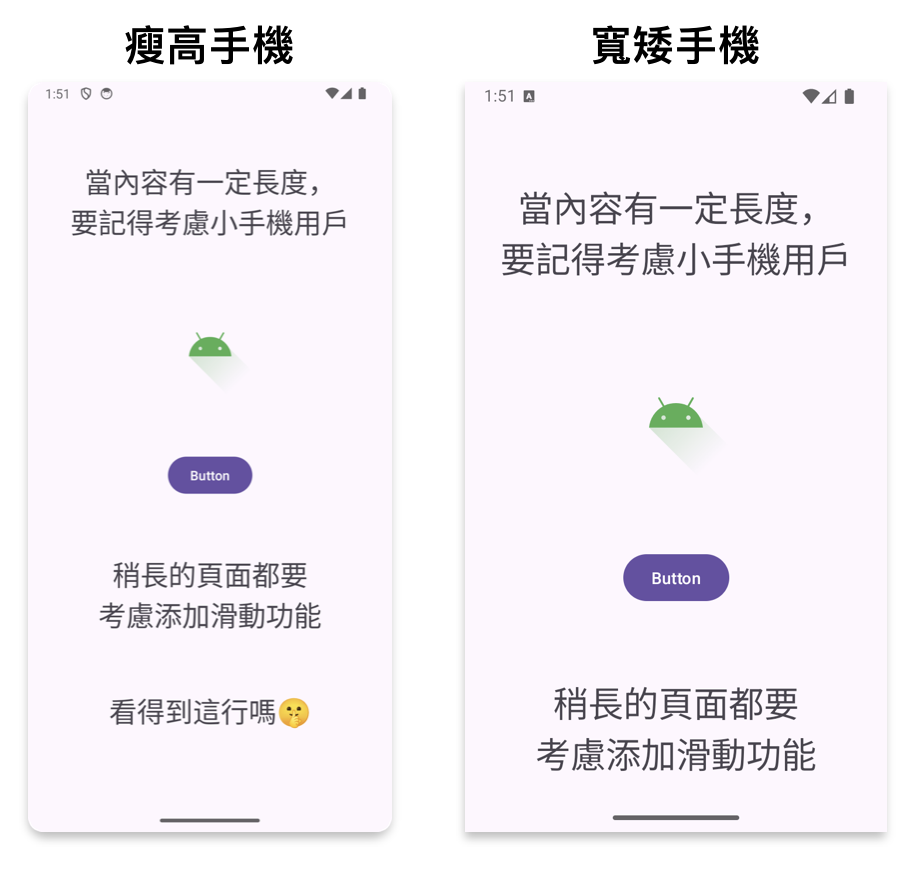 瘦高手機
1:51
當內容有一定長度，
要記得考慮小手機用戶
Button
稍長的頁面都要
考慮添加滑動功能
看得到這行嗎🤫
寬矮手機
1:51 A
當內容有一定長度，
要記得考慮小手機用戶
Button
稍長的頁面都要
考慮添加滑動功能